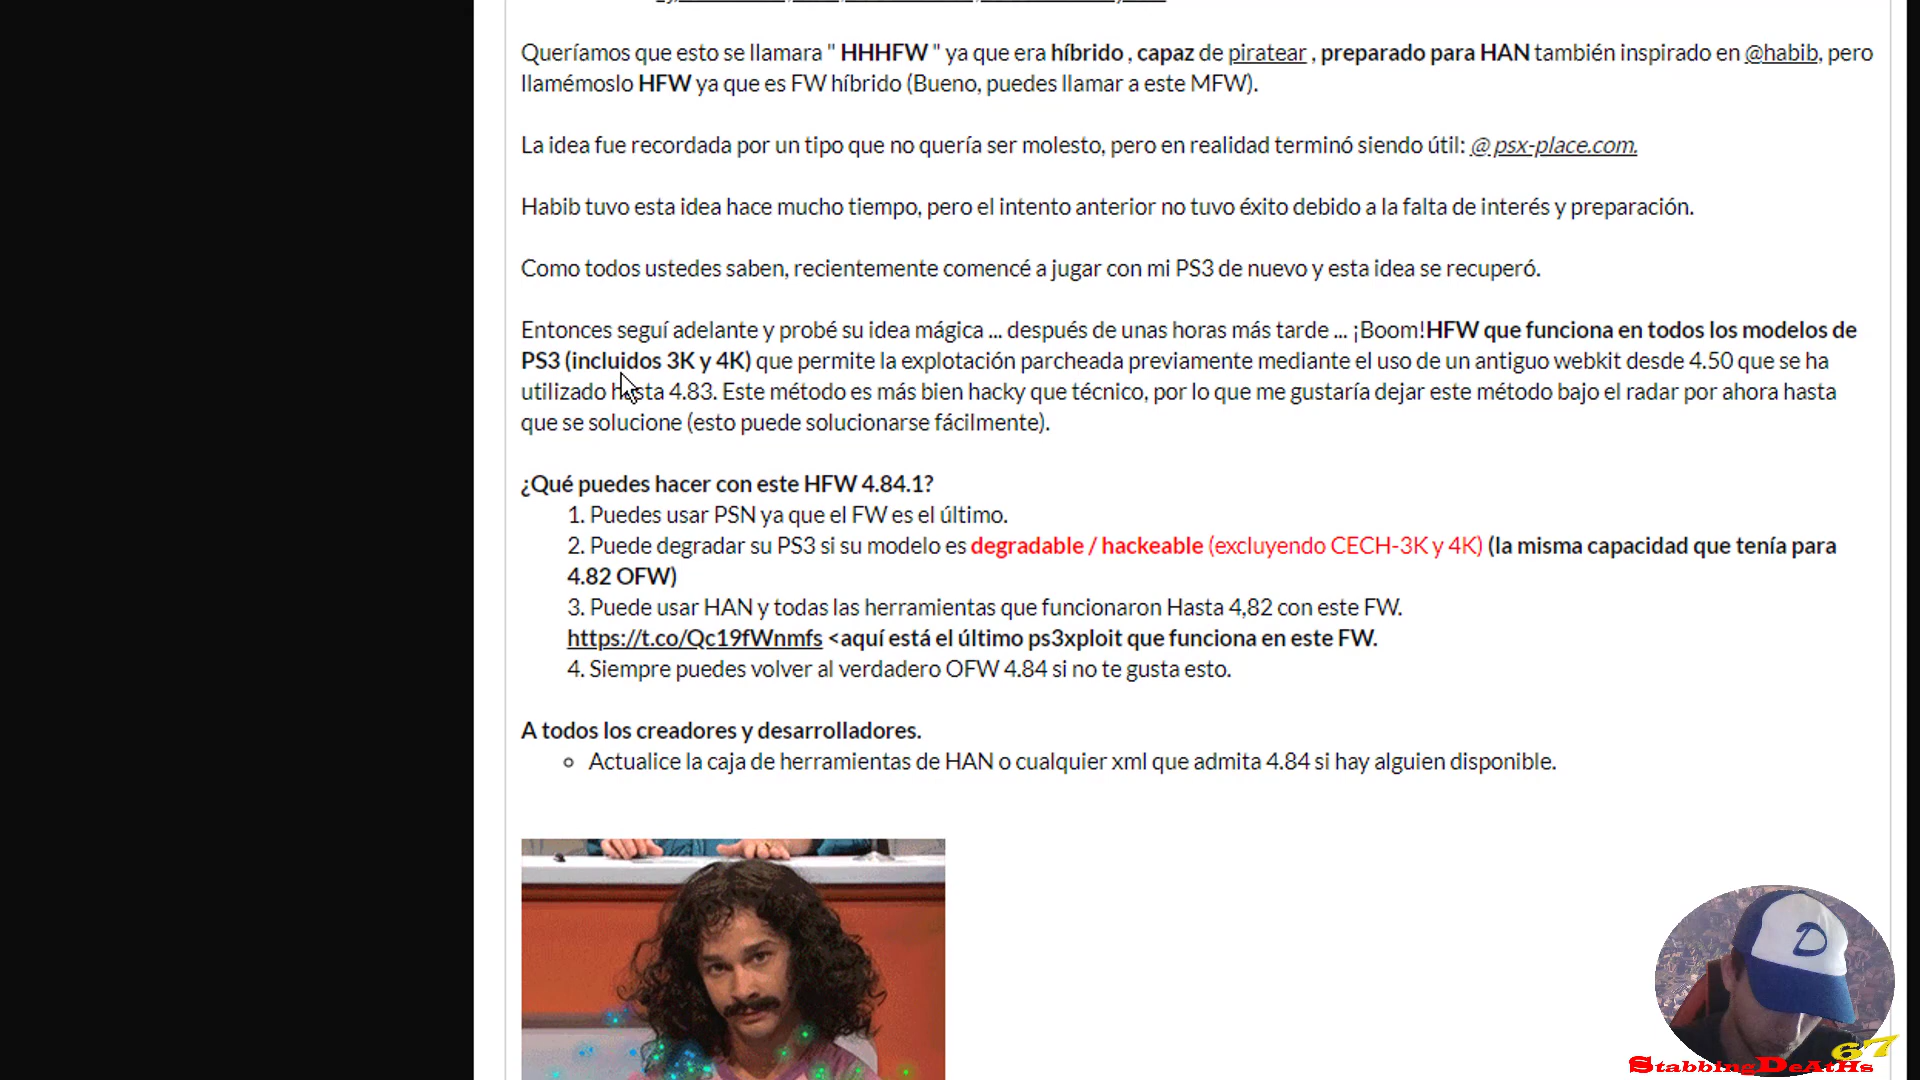 Queríamos que esto se llamara " HHHFW " ya que era híbrido , capaz de piratear , preparado para HAN también inspirado en @habib, pero
llamémoslo HFW ya que es FW híbrido (Bueno, puedes llamar a este MFW).
La idea fue recordada por un tipo que no quería ser molesto, pero en realidad terminó siendo útil: @ psx-place.com.
Habib tuvo esta idea hace mucho tiempo, pero el intento anterior no tuvo éxito debido a la falta de interés y preparación.
Como todos ustedes saben, recientemente comencé a jugar con mi PS3 de nuevo y esta idea se recuperó.
Entonces seguí adelante y probé su idea mágica ... después de unas horas más tarde ... ¡Boom!HFW que funciona en todos los modelos de
PS3 (incluidos 3K y 4K) que permite la explotación parcheada previamente mediante el uso de un antiguo webkit desde 4.50 que se ha
utilizado hasta 4.83. Este método es más bien hacky que técnico, por lo que me gustaría dejar este método bajo el radar por ahora hasta
que se solucione (esto puede solucionarse fácilmente).
¿Qué puedes hacer con este HFW 4.84.1?
1. Puedes usar PSN ya que el FW es el último.
2. Puede degradar su PS3 si su modelo es degradable / hackeable (excluyendo CECH-3K y 4K) (la misma capacidad que tenía para
4.82 OFW)
3. Puede usar HAN y todas las herramientas que funcionaron Hasta 4,82 con este FW.
https://t.co/Qc19fWnmfs <aquí está el último ps3xploit que funciona en este FW.
4. Siempre puedes volver al verdadero OFW 4.84 si no te gusta esto.
A todos los creadores y desarrolladores.
Actualice la caja de herramientas de HAN o cualquier xml que admita 4.84 si hay alguien disponible.
D
67
StabbingDeAtHs